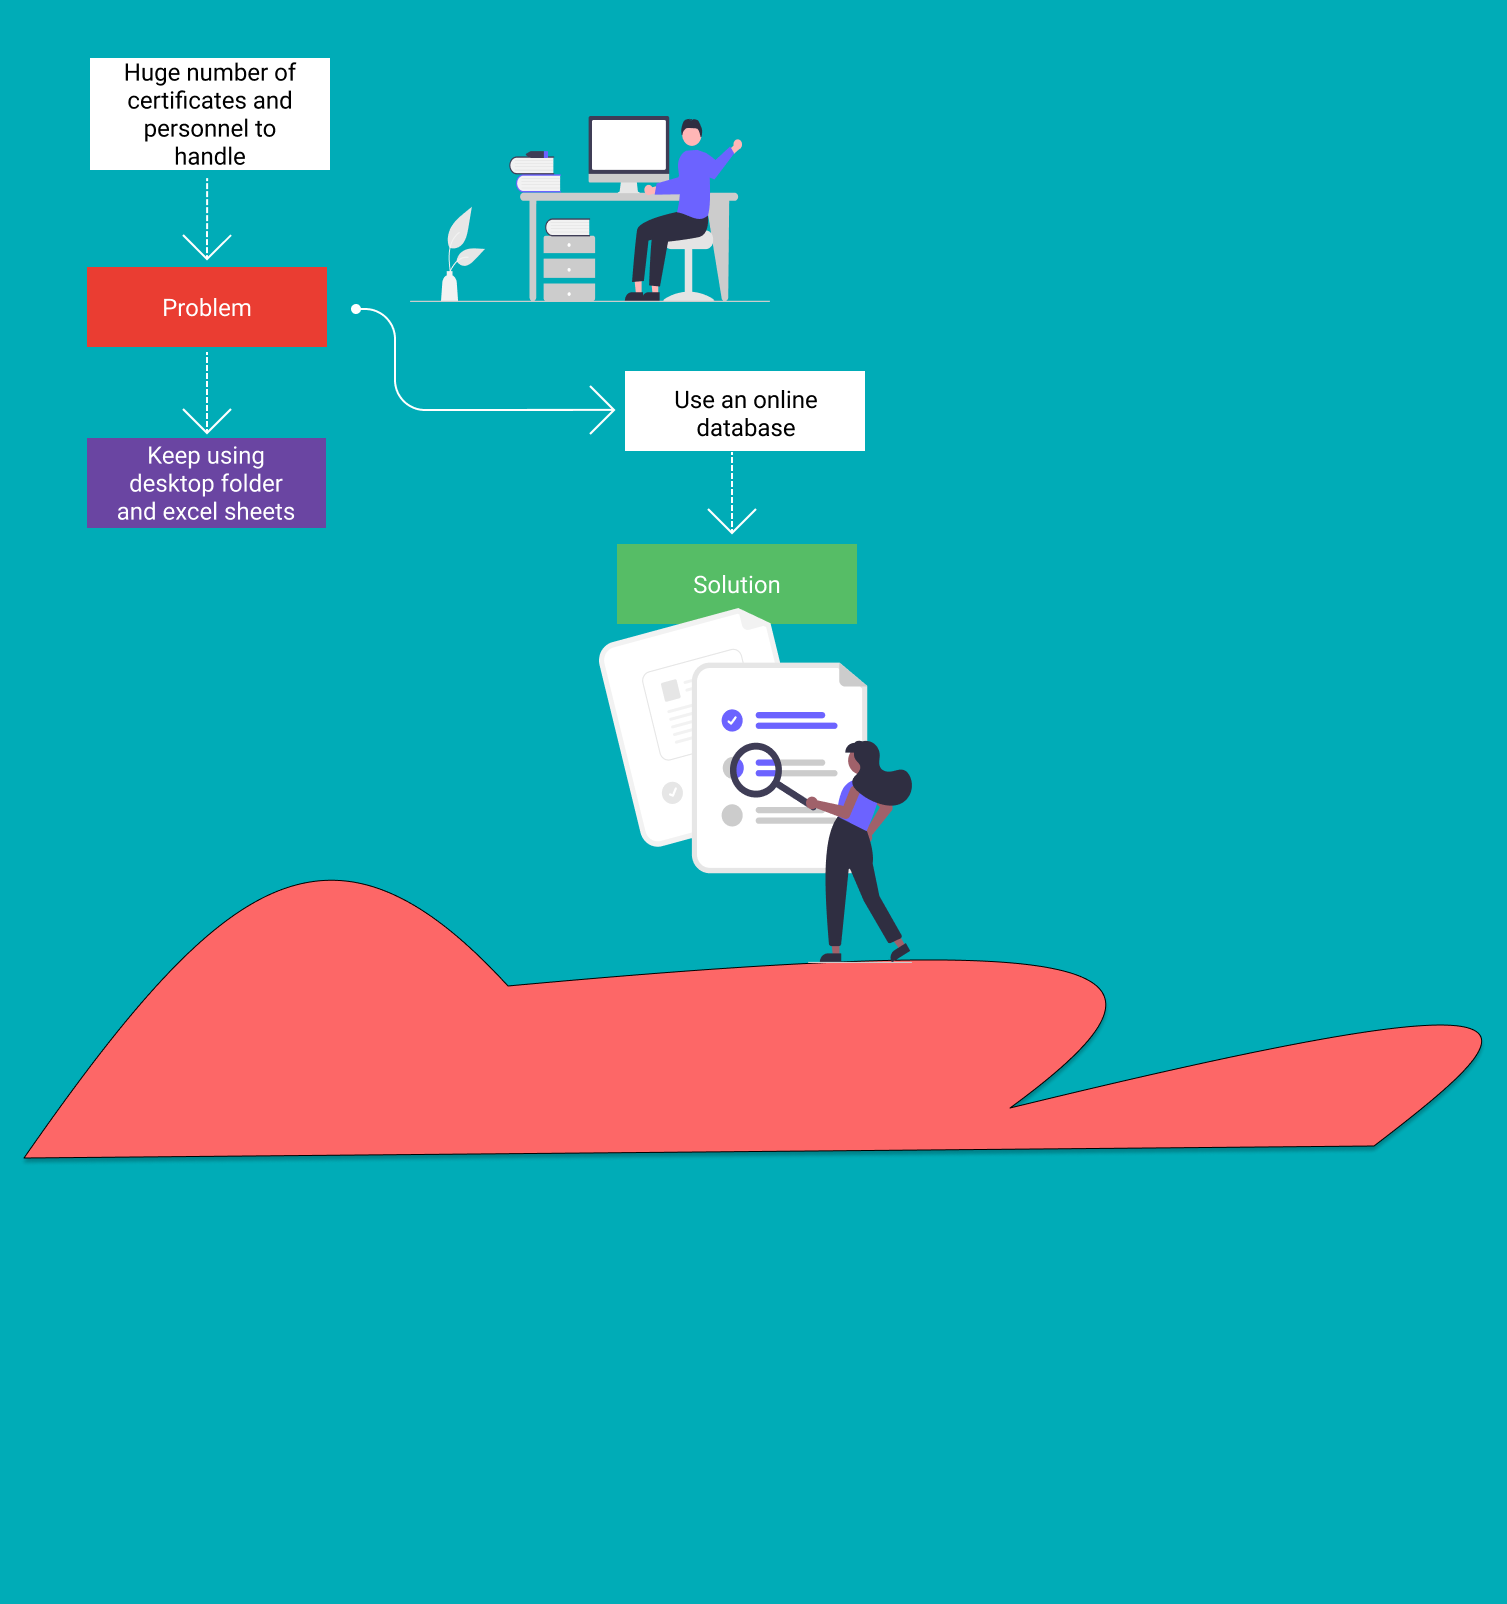 Huge number of
certificates and
personnel to
handle
Problem
Keep using
desktop folder
and excel sheets
Use an online
database
Solution